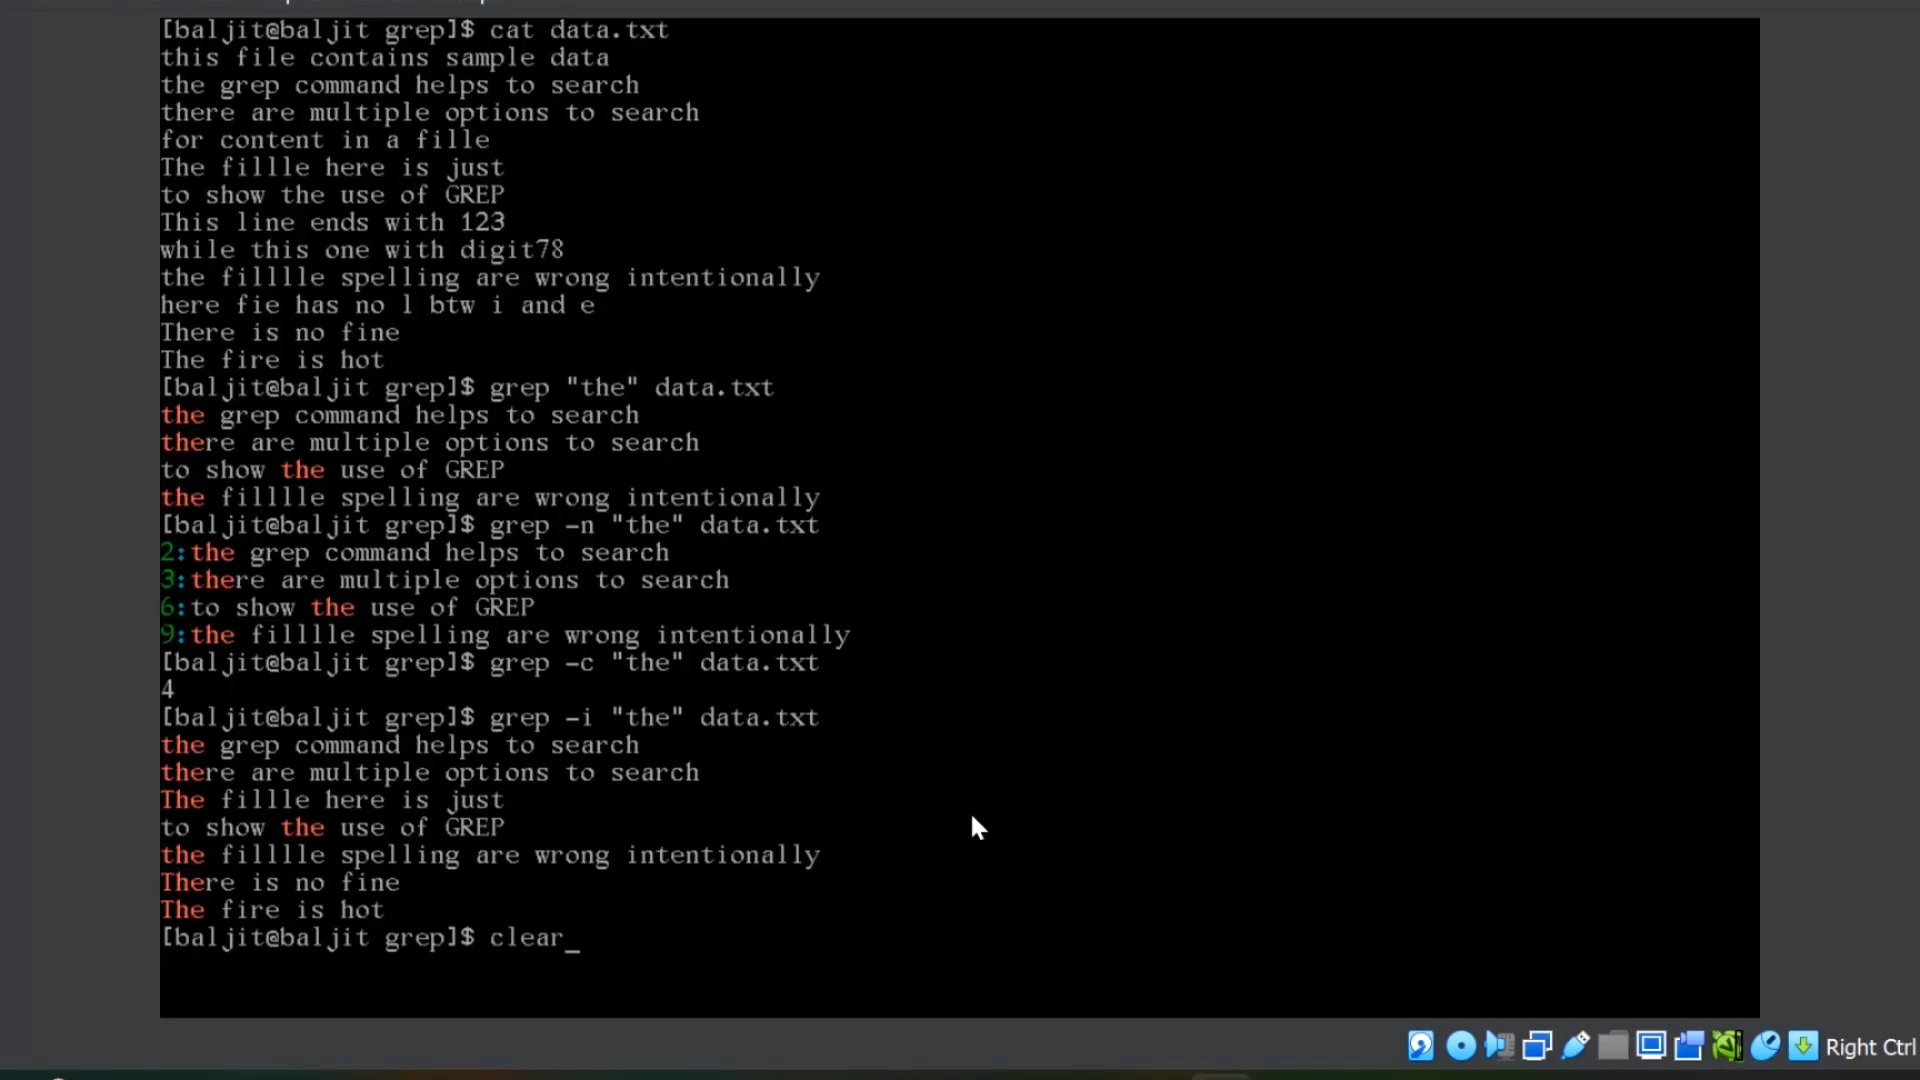 [baljit@baljit grep]$ cat data.txt
this file contains sample data
the grep command helps to search
there are multiple options to search
for content in a fille
The fillle here is just
to show the use of GREP
This line ends with 123
while this one with digit78
the filllle spelling are wrong intentionally
here fie has no l btw i and e
There is no fine
The fire is hot
[baljit@baljit grep]$ grep "the" data.txt
the grep command helps to search
there are multiple options to search
to show the use of GREP
the filllle spelling are wrong intentionally
[baljit@baljit grep]$ grep -n "the" data.txt
2:the grep command helps to search
3:there are multiple options to search
6:to show the use of GREP
9:the filllle spelling are wrong intentionally
[baljit@baljit grep]$ grep -c "the" data.txt
4
[baljit@baljit grep]$ grep -i "the" data.txt
the grep command helps to search
there are multiple options to search
The fillle here is just
to show the use of GREP
the filllle spelling are wrong intentionally
There is no fine
The fire is hot
[baljit@baljit grep]$ clear_
Right Ctrl